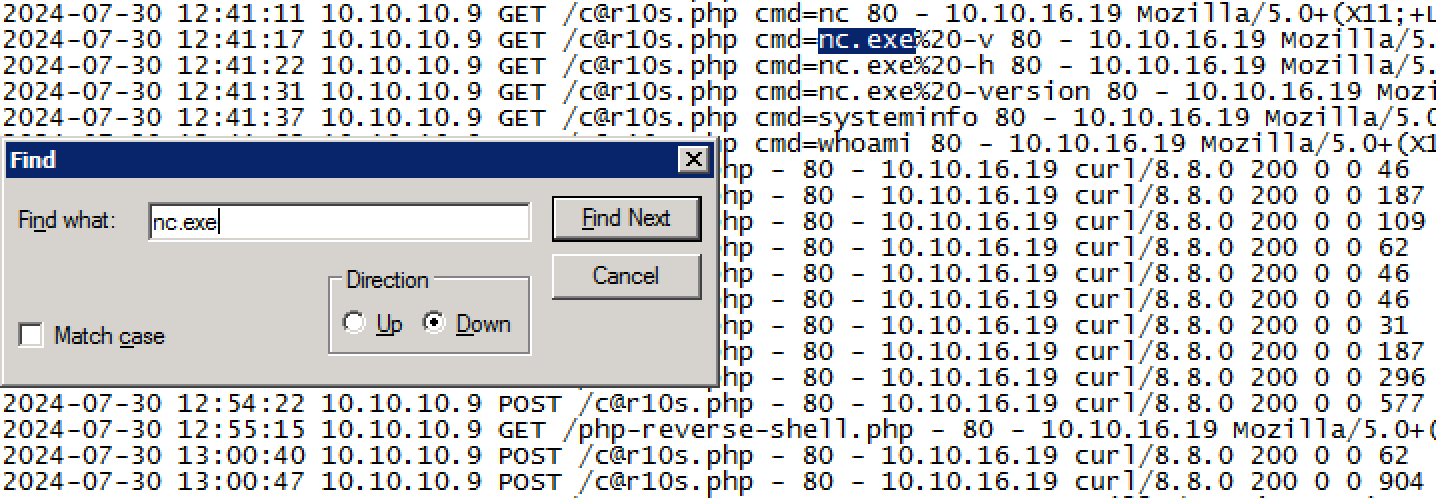 2024-07-30 12:41:11 10.10.10.9 GET /c@r10s.php cmd=nc 80 - 10.10.16.19 Mozilla/5.0+(X11;+L
2024-07-30 12:41:17 10.10.10.9 GET /c@r10s.php cmd=nc.exe%20-v 80 - 10.10.16.19 Mozilla/5.
2024-07-30 12:41:22 10.10.10.9 GET /c@r10s.php cmd=nc.exe%20-h 80 - 10.10.16.19 Mozilla/5.
2024-07-30 12:41:31 10.10.10.9 GET /c@r10s.php cmd=nc.exe%20-version 80 - 10.10.16.19 Mozi
2024-07-30 12:41:37 10.10.10.9 GET /c@r10s.php cmd=systeminfo 80 - 10.10.16.19 Mozilla/5.0
p cmd=whoami 80 - 10.10.16.19 Mozilla/5.0+(X1
Find
hp - 80 - 10.10.16.19 curl/8.8.0 200 0 0 46
hp - 80 - 10.10.16.19 curl/8.8.0 200 0 0 187
Find what: nc.exe
Find Next
hp - 80 - 10.10.16.19 curl/8.8.0 200 0 0 109
hp - 80 - 10.10.16.19 curl/8.8.0 200 0 0 62
Direction
Cancel
hp - 80 - 10.10.16.19 curl/8.8.0 200 0 0 46
hp - 80 - 10.10.16.19 curl/8.8.0 200 0 0 46
Match case
Up
Down
hp - 80 - 10.10.16.19 curl/8.8.0 200 0 0 31
hp - 80 - 10.10.16.19 curl/8.8.0 200 0 0 187
hp - 80 - 10.10.16.19 curl/8.8.0 200 0 0 296
2024-07-30 12:54:22 10.10.10.9 POST /c@r10s.php - 80 - 10.10.16.19 curl/8.8.0 200 0 0 577
2024-07-30 12:55:15 10.10.10.9 GET /php-reverse-shell.php - 80 - 10.10.16.19 Mozilla/5.0+(
2024-07-30 13:00:40 10.10.10.9 POST /c@r10s.php - 80 - 10.10.16.19 curl/8.8.0 200 0 0 62
2024-07-30 13:00:47 10.10.10.9 POST /c@r10s.php - 80 - 10.10.16.19 curl/8.8.0 200 0 0 904